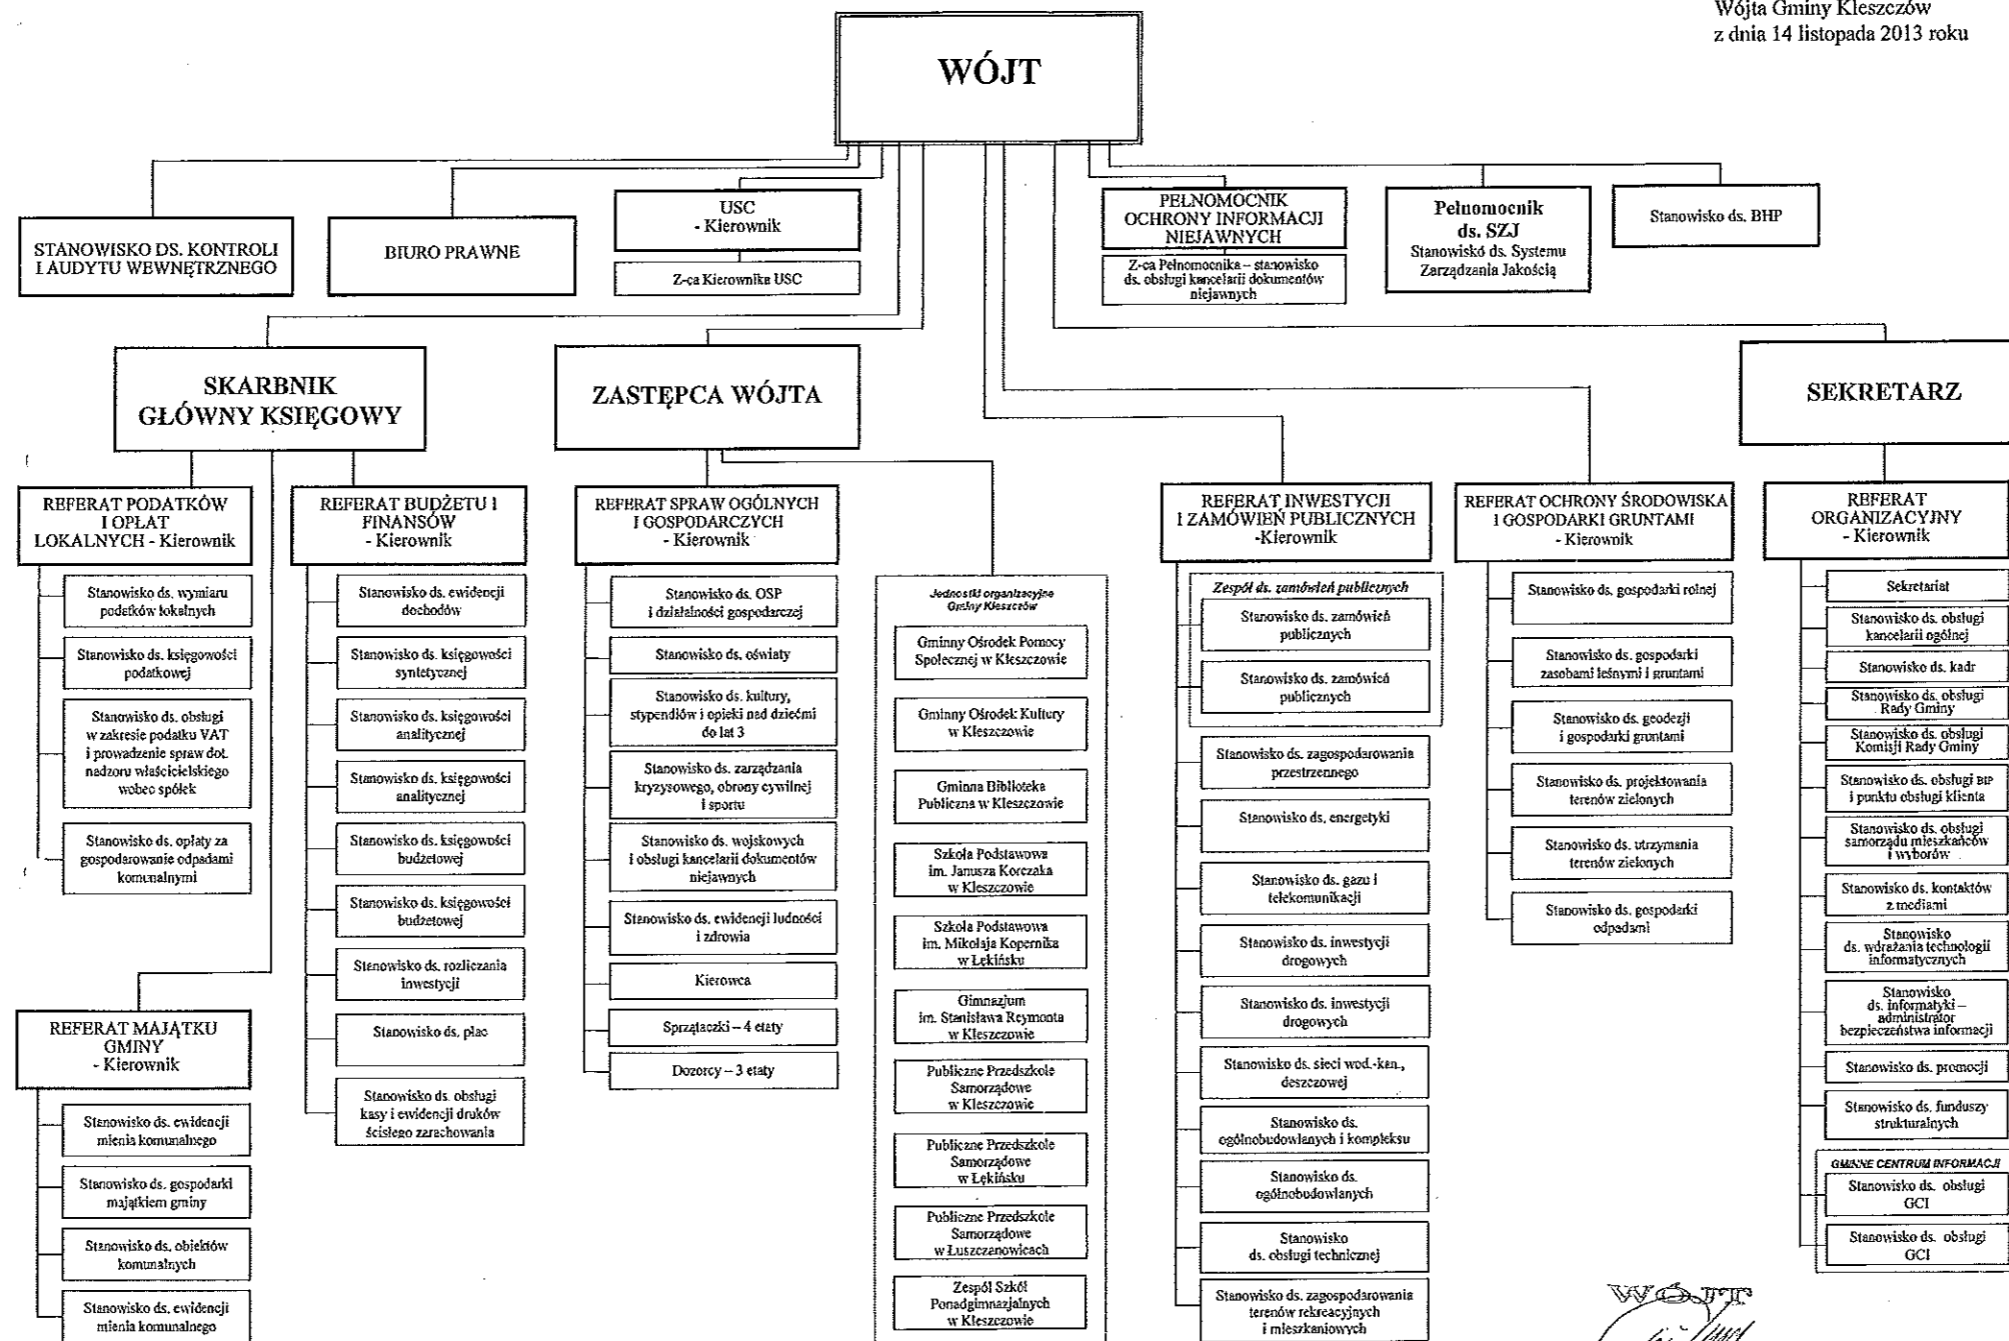 Wójta Gminy Kleszczów
z dnia 14 listopada 2013 roku
WÓJT
STANOWISKO DS. KONTROLI
I AUDYTU WEWNĘTRZNEGO
BIURO PRAWNE
USC
- Kierownik
Z-ca Kierownika USC
PEŁNOMOCNIK
OCHRONY INFORMACJI
NIEJAWNYCH
Z-ca Pełnomocnika – stanowisko
ds. obsługi kancelarii dokumentów
niejawnych
Pełnomocnik
ds. SZJ
Stanowisko ds. Systemu
Zarządzania Jakością
Stanowisko ds. BHP
SKARBNIK
GŁÓWNY KSIĘGOWY
ZASTĘPCA WÓJTA
SEKRETARZ
REFERAT PODATKÓW
I OPŁAT
LOKALNYCH - Kierownik
Stanowisko ds. wymiaru
podatków lokalnych
Stanowisko ds. księgowości
podatkowej
Stanowisko ds. obsługi
w zakresie podatku VAT
i prowadzenie spraw dot.
nadzoru właścicielskiego
wobec spółek
Stanowisko ds. opłaty za
gospodarowanie odpadami
komunalnymi
REFERAT MAJĄTKU
GMINY
- Kierownik
Stanowisko ds. ewidencji
mienia komunalnego
Stanowisko ds. gospodarki
majątkiem gminy
Stanowisko ds. obiektów
komunalnych
Stanowisko ds. ewidencji
mienia komunalnego
REFERAT BUDŻETU I
FINANSÓW
- Kierownik
Stanowisko ds. ewidencji
dochodów
Stanowisko ds. księgowości
syntetycznej
Stanowisko ds. księgowości
analitycznej
Stanowisko ds. księgowości
analitycznej
Stanowisko ds. księgowości
budżetowej
Stanowisko ds. księgowości
budżetowej
Stanowisko ds. rozliczania
inwestycji
Stanowisko ds. płac
Stanowisko ds. obsługi
kasy i ewidencji druków
ścisłego zarachowania
REFERAT SPRAW OGÓLNYCH
I GOSPODARCZYCH
- Kierownik
Stanowisko ds. OSP
i działalności gospodarczej
Stanowisko ds. oświaty
Stanowisko ds. kultury,
stypendiów i opieki nad dziećmi
do lat 3
Stanowisko ds. zarządzania
kryzysowego, obrony cywilnej
i sportu
Stanowisko ds. wojskowych
i obsługi kancelarii dokumentów
niejawnych
Stanowisko ds. ewidencji ludności
i zdrowia
Kierowca
Sprzątaczki – 4 etaty
Dozorcy – 3 etaty
Jednostki organizacyjne
Gminy Kleszczów
Gminny Ośrodek Pomocy
Społecznej w Kleszczowie
Gminny Ośrodek Kultury
w Kleszczowie
Gminna Biblioteka
Publiczna w Kleszczowie
Szkoła Podstawowa
im. Janusza Korczaka
w Kleszczowie
Szkoła Podstawowa
im. Mikołaja Kopernika
w Łękińsku
Gimnazjum
im. Stanisława Reymonta
w Kleszczowie
Publiczne Przedszkole
Samorządowe
w Kleszczowie
Publiczne Przedszkole
Samorządowe
w Łękińsku
Publiczne Przedszkole
Samorządowe
w Łuszczanowicach
Zespół Szkół
Ponadgimnazjalnych
w Kleszczowie
REFERAT INWESTYCJI
I ZAMÓWIEŃ PUBLICZNYCH
-Kierownik
Zespół ds. zamówień publicznych
Stanowisko ds. zamówień
publicznych
Stanowisko ds. zamówień
publicznych
Stanowisko ds. zagospodarowania
przestrzennego
Stanowisko ds. energetyki
Stanowisko ds. gazu i
telekomunikacji
Stanowisko ds. inwestycji
drogowych
Stanowisko ds. inwestycji
drogowych
Stanowisko ds. sieci wod.-kan.,
deszczowej
Stanowisko ds.
ogólnobudowlanych i kompleksu
Stanowisko ds.
ogólnobudowlanych
Stanowisko
ds. obsługi technicznej
Stanowisko ds. zagospodarowania
terenów rekreacyjnych
i mieszkaniowych
REFERAT OCHRONY ŚRODOWISKA
I GOSPODARKI GRUNTAMI
- Kierownik
Stanowisko ds. gospodarki rolnej
Stanowisko ds. gospodarki
zasobami leśnymi i gruntami
Stanowisko ds. geodezji
i gospodarki gruntami
Stanowisko ds. projektowania
terenów zielonych
Stanowisko ds. utrzymania
terenów zielonych
Stanowisko ds. gospodarki
odpadami
REFERAT
ORGANIZACYJNY
- Kierownik
Sekretariat
Stanowisko ds. obsługi
kancelarii ogólnej
Stanowisko ds. kadr
Stanowisko ds. obsługi
Rady Gminy
Stanowisko ds. obsługi
Komisji Rady Gminy
Stanowisko ds. obsługi BIP
i punktu obsługi klienta
Stanowisko ds. obsługi
samorządu mieszkańców
i wyborów
Stanowisko ds. kontaktów
z mediami
Stanowisko
ds. wdrażania technologii
informatycznych
Stanowisko
ds. informatyki –
administrator
bezpieczeństwa informacji
Stanowisko ds. promocji
Stanowisko ds. funduszy
strukturalnych
GMINNE CENTRUM INFORMACJI
Stanowisko ds. obsługi
GCI
Stanowisko ds. obsługi
GCI
WÓJT